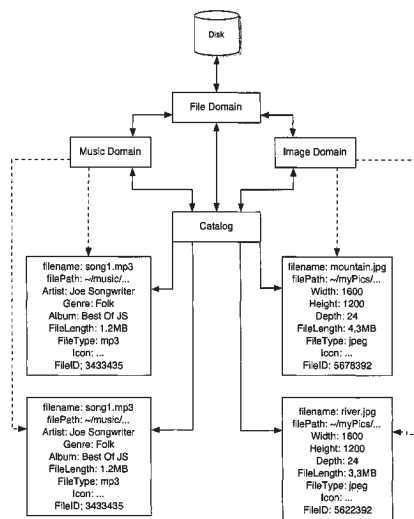 Disk
File Domain
Music Domain
Image Domain
Catalog
filename: song1.mp3
filePath: ~/music/...
Artist: Joe Songwriter
Genre: Folk
Album: Best Of JS
FileLength: 1.2MB
FileType: mp3
Icon: ...
FileID; 3433435
filename: mountain.jpg
filePath: ~/myPics/...
Width: 1600
Height: 1200
Depth: 24
FileLength: 4,3MB
FileType: jpeg
Icon: ...
FileID: 5678392
filename: song1.mp3
filePath: ~/music/...
Artist: Joe Songwriter
Genre: Folk
Album: Best Of JS
FileLength: 1.2MB
FileType: mp3
Icon: ...
FileID: 3433435
filename: river.jpg
filePath: ~/myPics/...
Width: 1600
Height: 1200
Depth: 24
FileLength: 3,3MB
FileType: jpeg
Icon: ...
FileID: 5622392